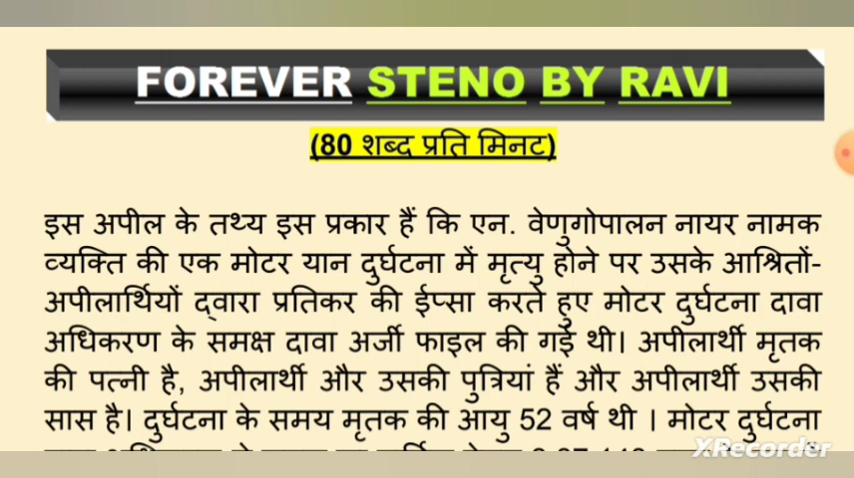 FOREVER STENO BY RAVI
(80 शब्द प्रति मिनट)
इस अपील के तथ्य इस प्रकार हैं कि एन. वेणुगोपालन नायर नामक
व्यक्ति की एक मोटर यान दुर्घटना में मृत्यु होने पर उसके आश्रितों-
अपीलार्थियों द्वारा प्रतिकर की ईप्सा करते हुए मोटर दुर्घटना दावा
अधिकरण के समक्ष दावा अर्जी फाइल की गई थी। अपीलार्थी मृतक
की पत्नी है, अपीलार्थी और उसकी पुत्रियां हैं और अपीलार्थी उसकी
सास है। दुर्घटना के समय मृतक की आयु 52 वर्ष थी । मोटर दुर्घटना
XRecorder